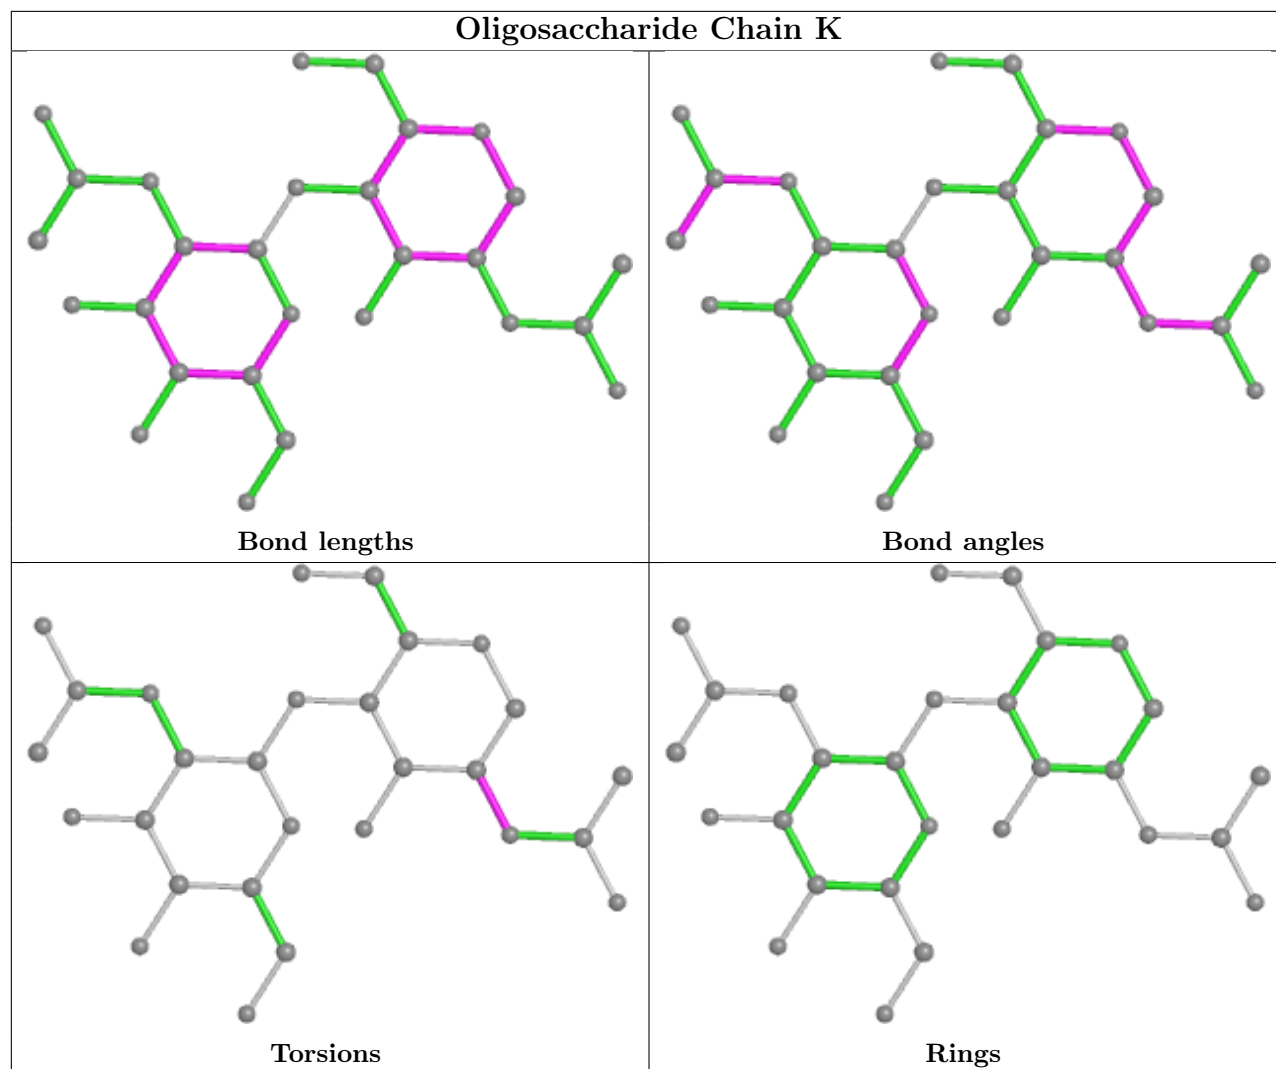 Oligosaccharide Chain K
Bond lengths
Bond angles
Torsions
Rings